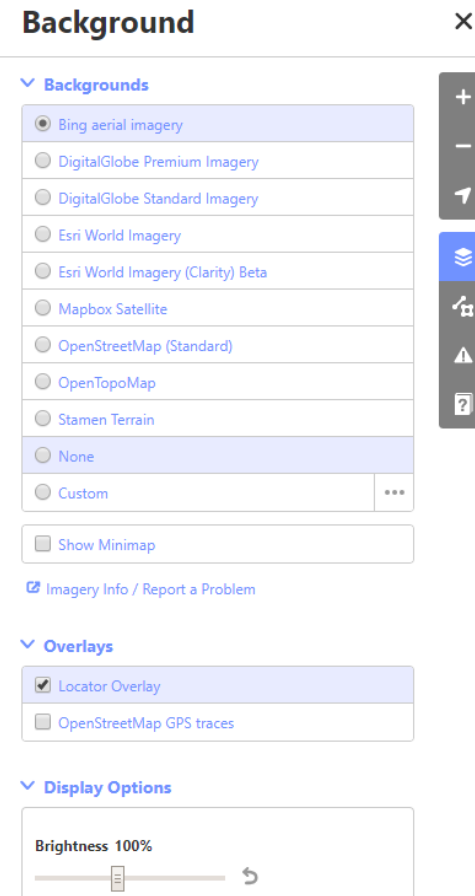 Background
Backgrounds
Bing aerial imagery
DigitalGlobe Premium Imagery
DigitalGlobe Standard Imagery
Esri World Imagery
Esri World Imagery (Clarity) Beta
Mapbox Satellite
OpenStreetMap (Standard)
OpenTopoMap
Stamen Terrain
None
Custom
Show Minimap
Imagery Info / Report a Problem
Overlays
Locator Overlay
OpenStreetMap GPS traces
Display Options
Brightness 100%